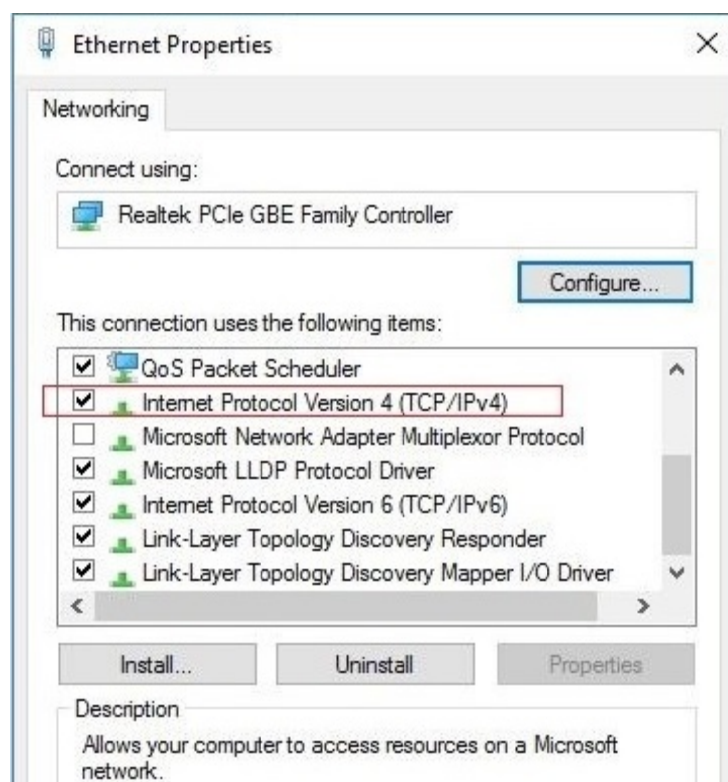 Ethernet Properties
Networking
Connect using:
Realtek PCIe GBE Family Controller
Configure...
This connection uses the following items:
QoS Packet Scheduler
Internet Protocol Version 4 (TCP/IPv4)
Microsoft Network Adapter Multiplexor Protocol
Microsoft LLDP Protocol Driver
Internet Protocol Version 6 (TCP/IPv6)
Link-Layer Topology Discovery Responder
Link-Layer Topology Discovery Mapper I/O Driver
Install... Uninstall Properties
Description
Allows your computer to access resources on a Microsoft
network.